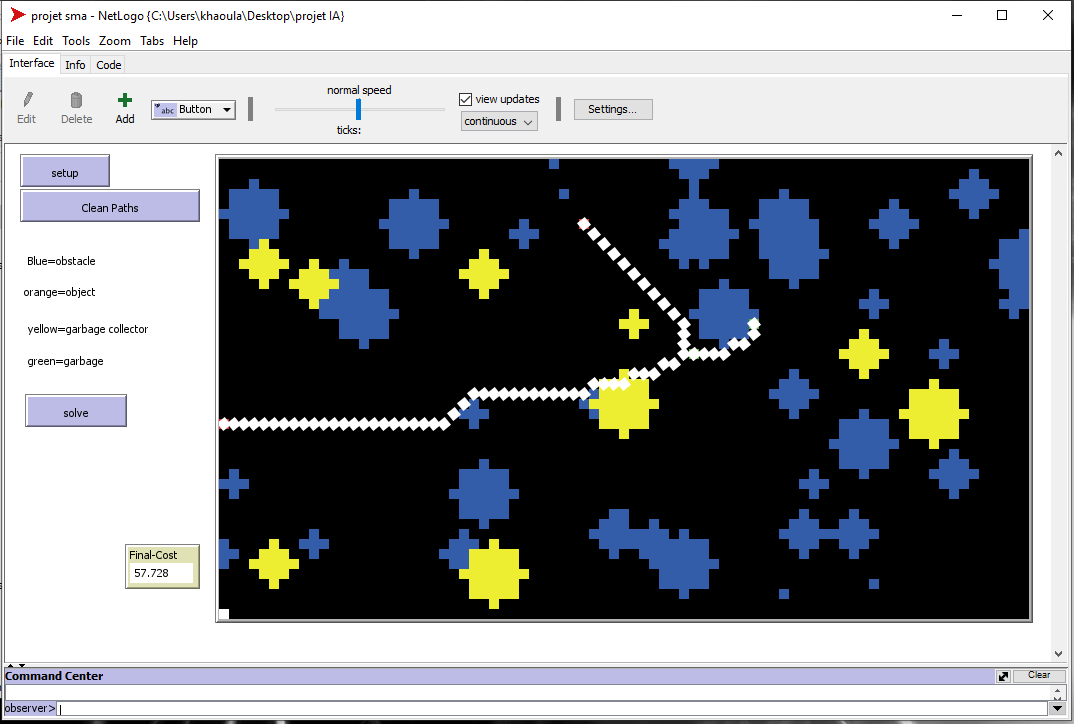 projet sma - NetLogo {C:\Users\khaoula\Desktop\projet IA}
File Edit Tools Zoom Tabs Help
Interface Info Code
normal speed
view updates
Edit Delete Add abc Button
continuous
Settings...
ticks:
setup
Clean Paths
Blue=obstacle
orange=object
yellow=garbage collector
green=garbage
solve
Final-Cost
57.728
Command Center
Clear
observer>